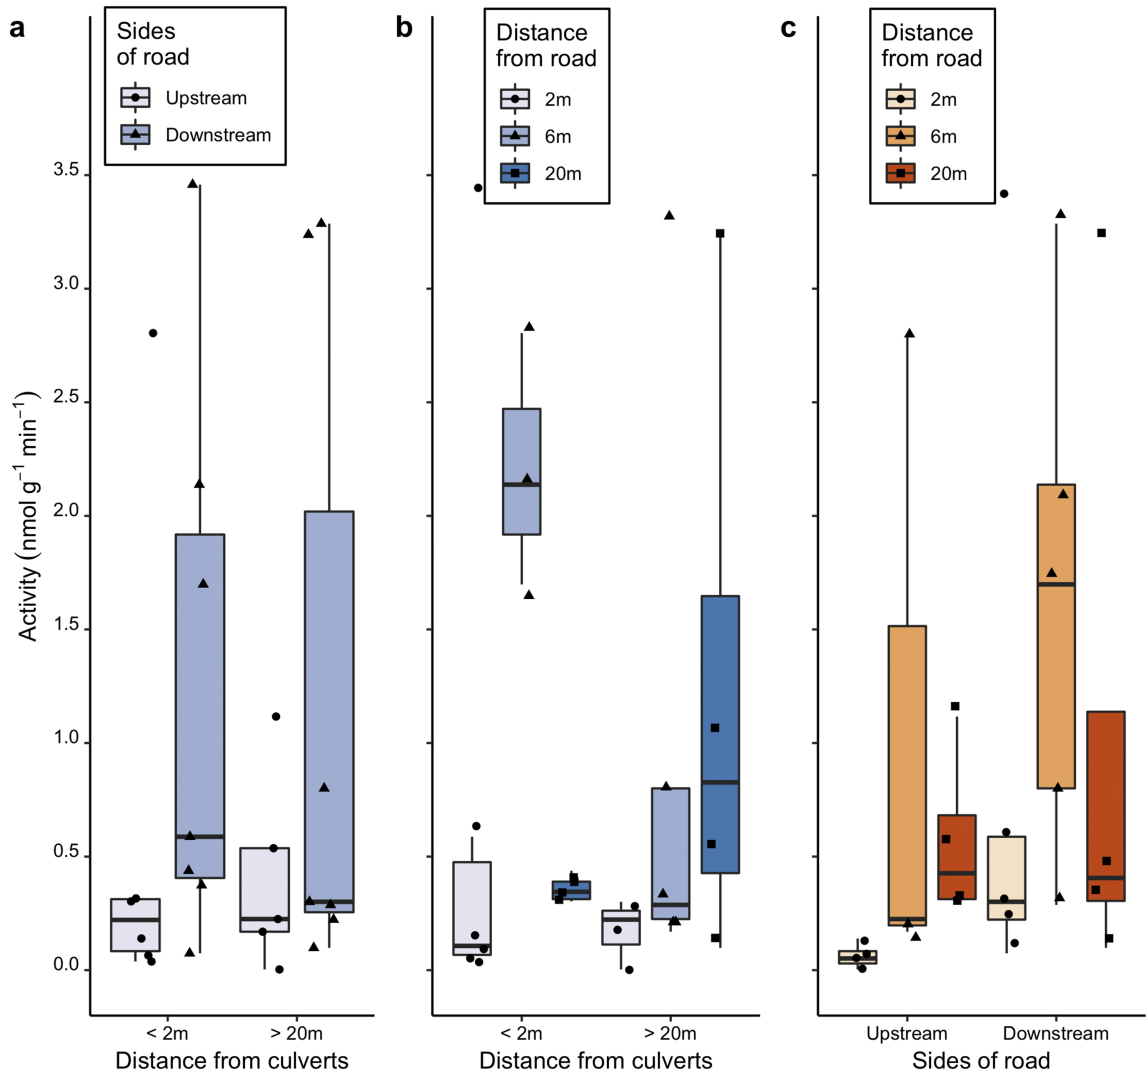 a
Sides
of road
Upstream
Downstream
b
Distance
from road
2m
6m
20m
c
Distance
from road
2m
6m
20m
Activity (nmol g⁻¹ min⁻¹)
3.5
3.0
2.5
2.0
1.5
1.0
0.5
0.0
< 2m
> 20m
Distance from culverts
< 2m
> 20m
Distance from culverts
Upstream
Downstream
Sides of road